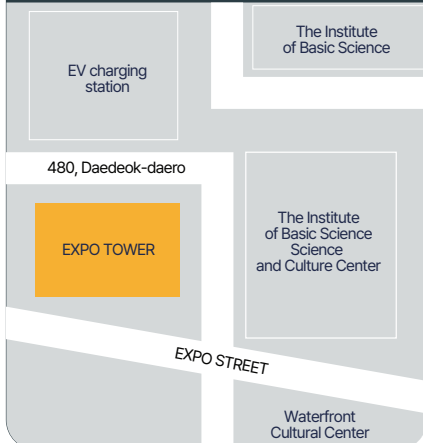 The Institute
of Basic Science
EV charging
station
480, Daedeok-daero
EXPO TOWER
The Institute
of Basic Science
Science
and Culture Center
EXPO STREET
Waterfront
Cultural Center